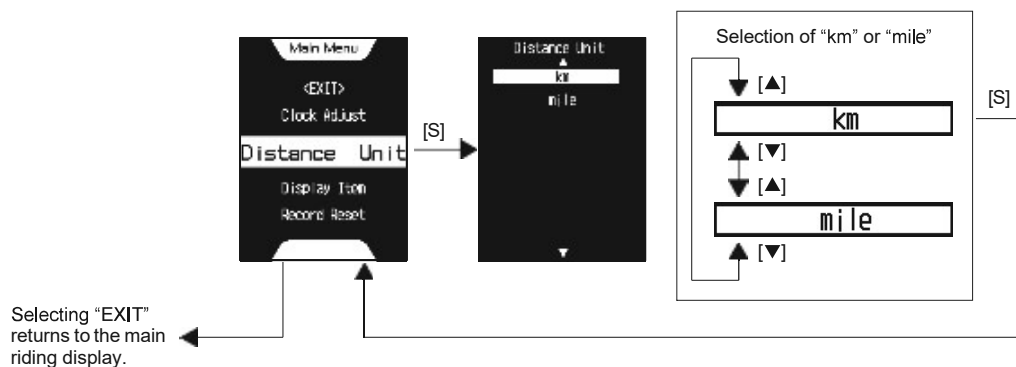 Main Menu
<EXIT>
Clock Adjust
Distance Unit
Display Item
Record Reset
[S]
Distance Unit
▲
km
mile
▼
Selection of “km” or “mile”
[▲]
km
[▼]
[▲]
mile
[▼]
[S]
Selecting “EXIT”
returns to the main
riding display.